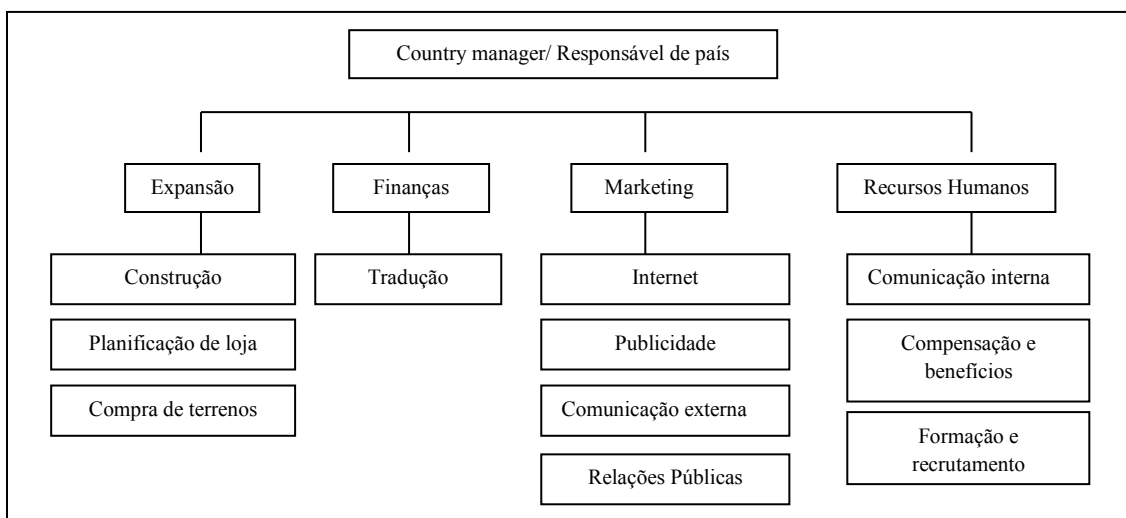 Country manager/ Responsável de país
Expansão
Finanças
Marketing
Recursos Humanos
Construção
Tradução
Internet
Comunicação interna
Planificação de loja
Publicidade
Compensação e
benefícios
Compra de terrenos
Comunicação externa
Formação e
recrutamento
Relações Públicas